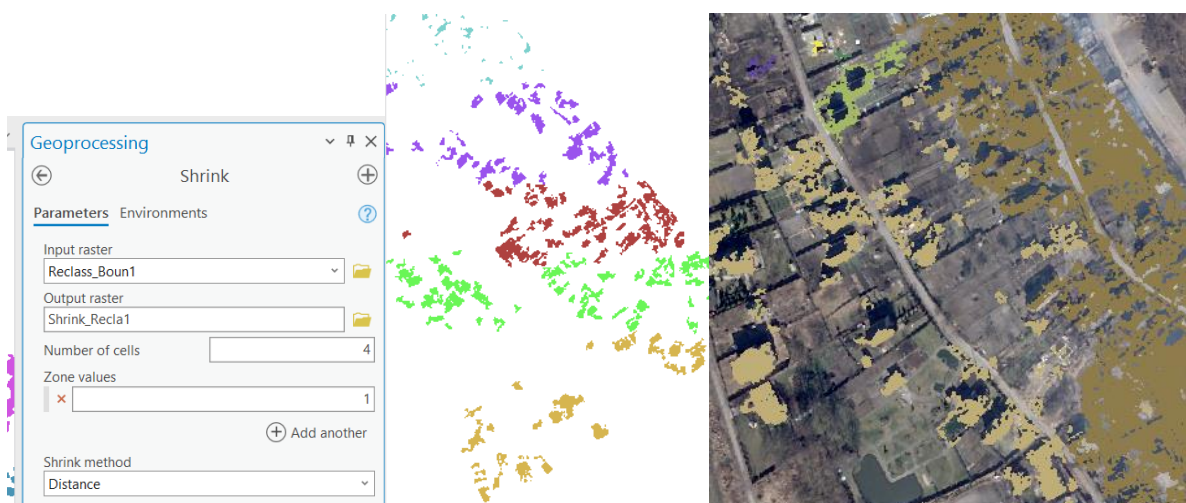 Geoprocessing
Shrink
Parameters Environments
Input raster
Reclass_Boun1
Output raster
Shrink_Recla1
Number of cells 4
Zone values
1
Add another
Shrink method
Distance